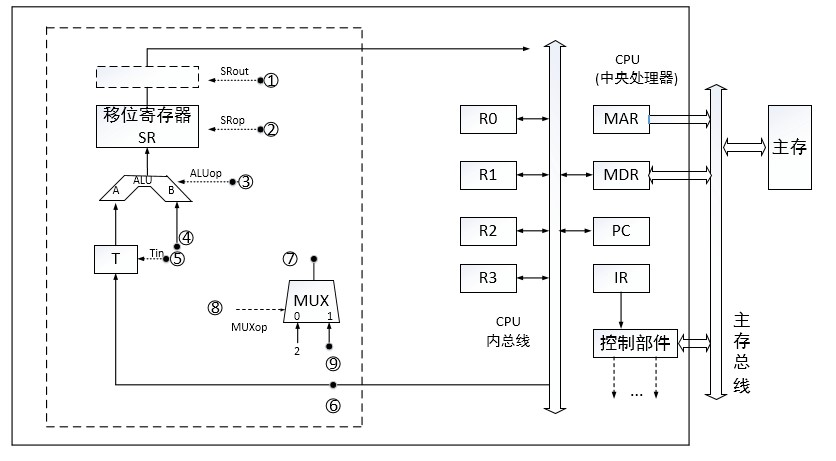 SRout
①
移位寄存器
SR
SRop
②
ALU
A
B
ALUop
③
④
T
Tin
⑤
⑦
⑧
MUXop
MUX
0
1
2
⑨
⑥
R0
R1
R2
R3
CPU
内总线
CPU
(中央处理器)
MAR
MDR
PC
IR
控制部件
...
主存
主存总线